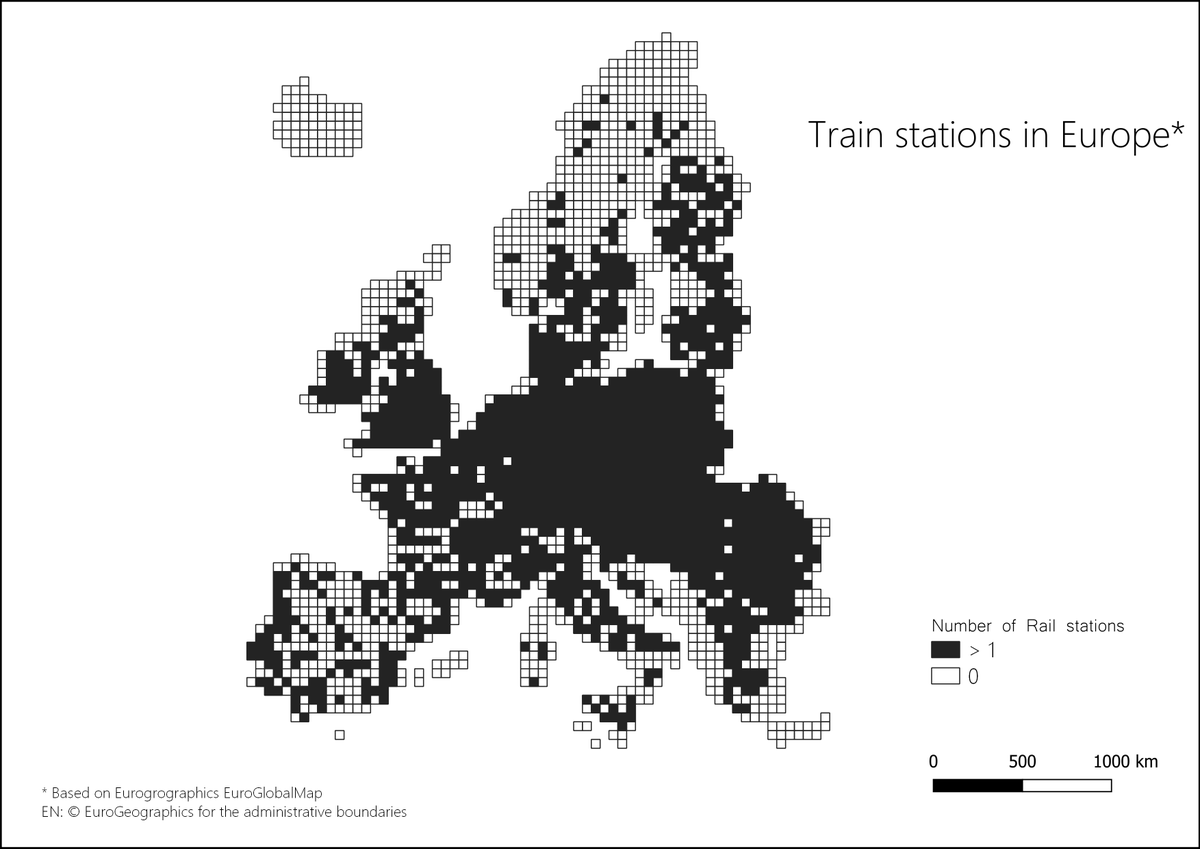 Train stations in Europe*
Number of Rail stations
> 1
0
0 500 1000 km
* Based on Eurogrographics EuroGlobalMap
EN: © EuroGeographics for the administrative boundaries